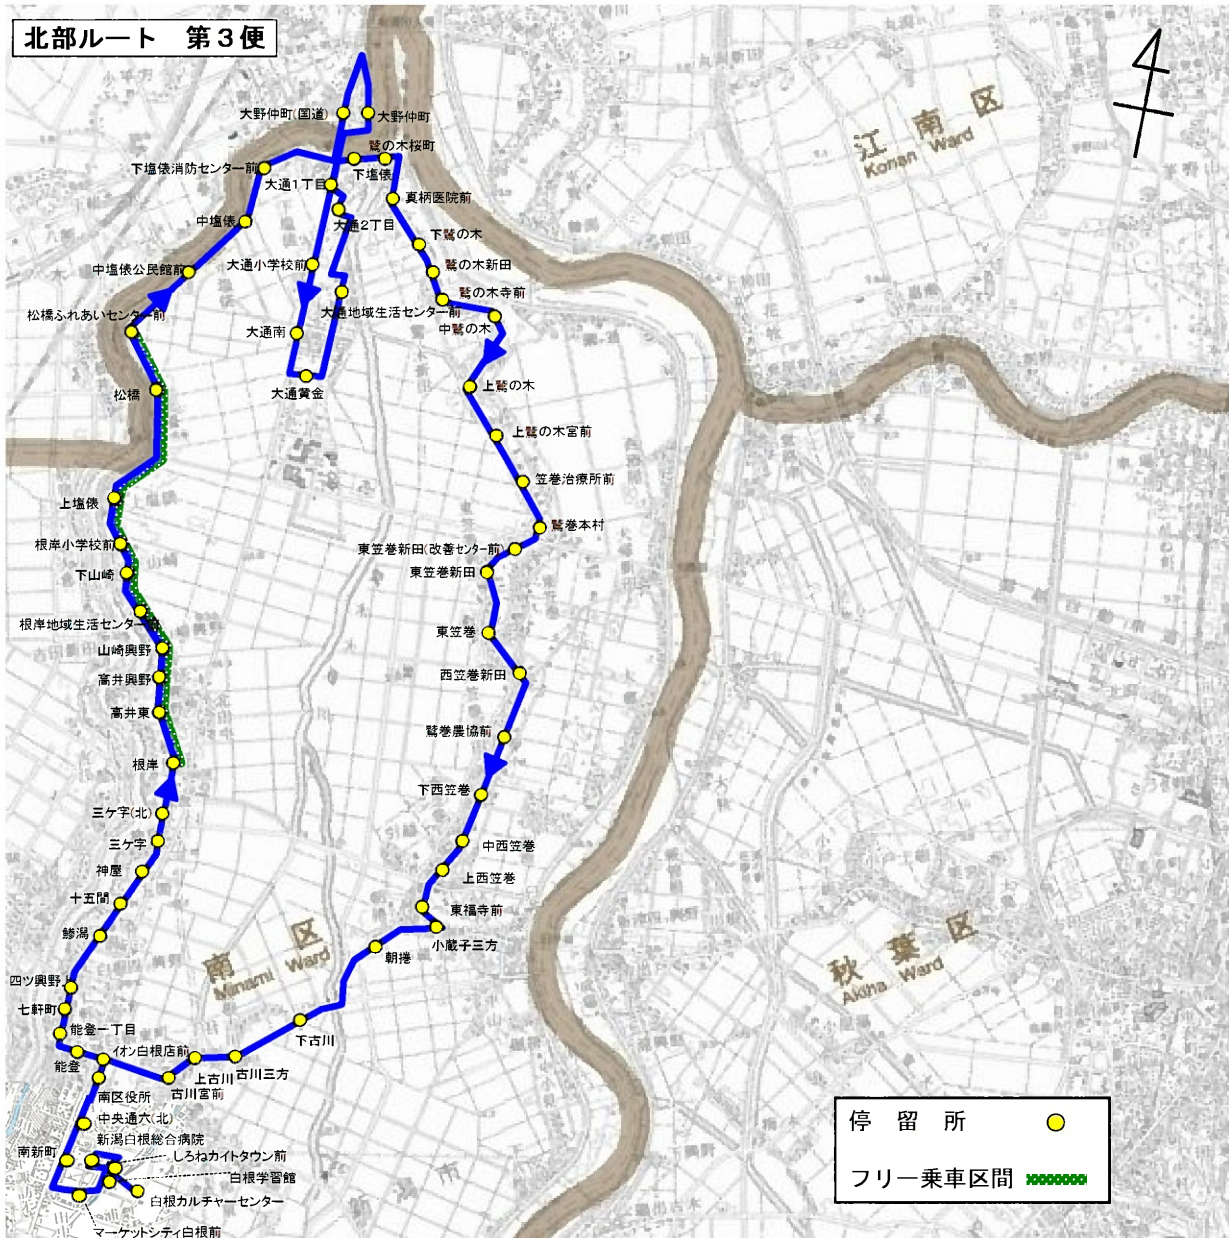 北部ルート　第３便
江南区
Konan Ward
大野仲町(国道)
大野仲町
鷲の木桜町
下塩俵消防センター前
下塩俵
大通１丁目
真柄医院前
中塩俵
大通２丁目
下鷲の木
中塩俵公民館前
大通小学校前
鷲の木新田
鷲の木寺前
松橋ふれあいセンター前
大通地域生活センター前
中鷲の木
大通南
大通黄金
上鷲の木
松橋
上鷲の木宮前
笠巻治療所前
上塩俵
鷲巻本村
根岸小学校前
東笠巻新田(改善センター前)
下山崎
東笠巻新田
根岸地域生活センター前
東笠巻
山崎興野
高井興野
西笠巻新田
高井東
鷲巻農協前
根岸
下西笠巻
三ケ字(北)
三ケ字
中西笠巻
神屋
上西笠巻
十五間
東福寺前
鯵潟
小蔵子三方
朝捲
南区
Minami Ward
秋葉区
Akiha Ward
四ツ興野上
七軒町
能登一丁目
下古川
能登
イオン白根店前
上古川
古川三方
古川宮前
南区役所
中央通六(北)
新潟白根総合病院
南新町
しろねカイトタウン前
白根学習館
白根カルチャーセンター
マーケットシティ白根前
停留所
フリー乗車区間